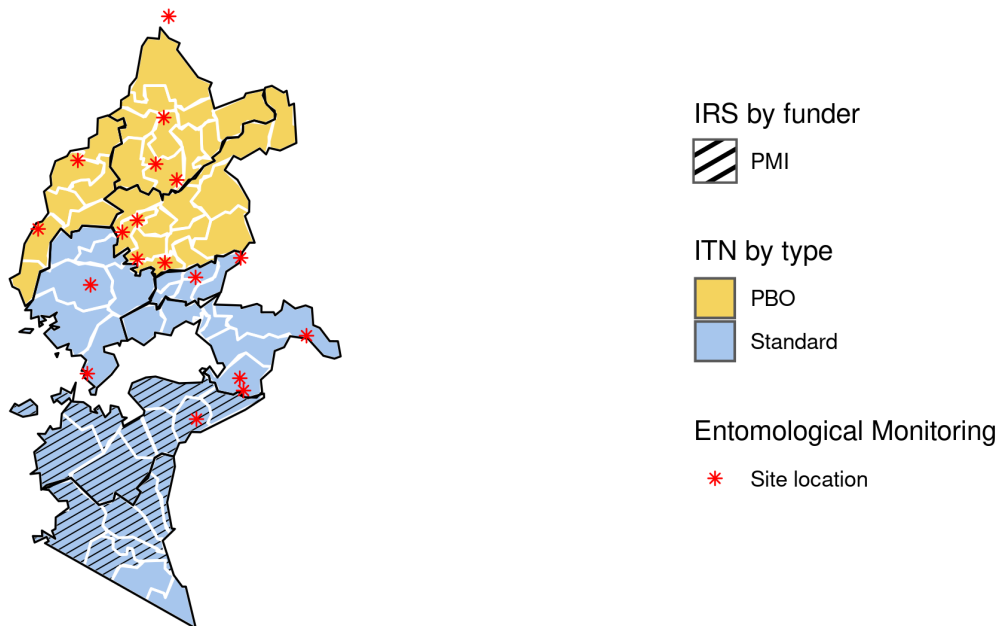 IRS by funder
PMI
ITN by type
PBO
Standard
Entomological Monitoring
Site location